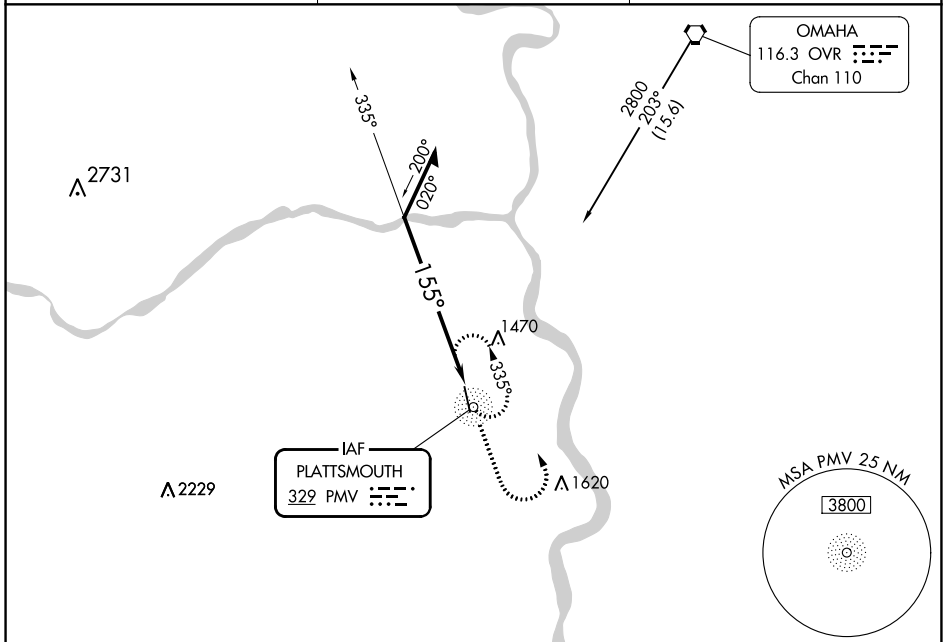 OMAHA
116.3 OVR
Chan 110
2800
203°
(15.6)
335°
200°
020°
2731
155°
1470
335°
IAF
PLATTSMOUTH
329 PMV
2229
1620
MSA PMV 25 NM
3800